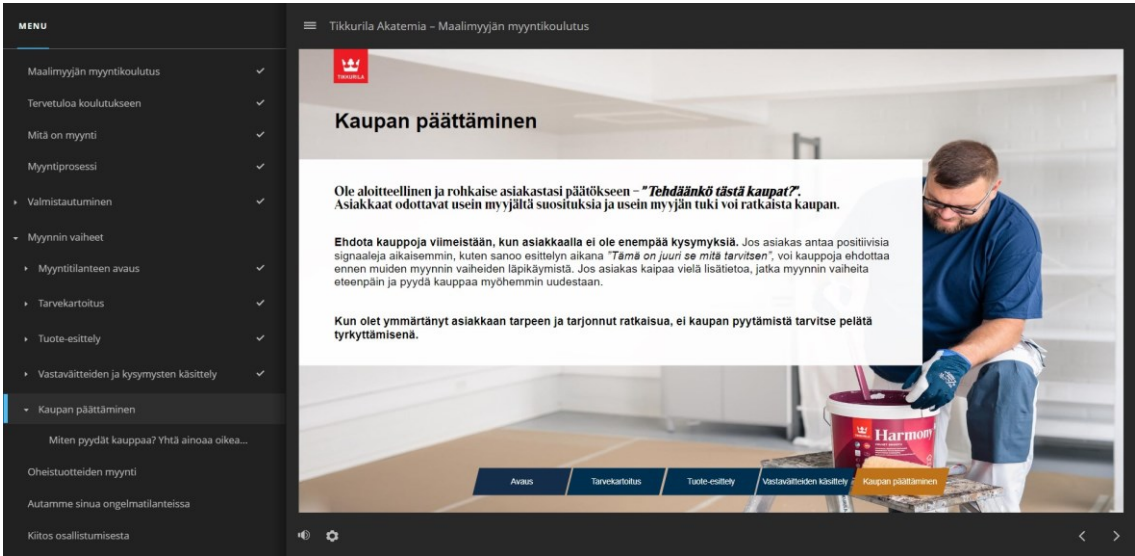 MENU
Maalimyyjän myyntikoulutus
Tervetuloa koulutukseen
Mitä on myynti
Myyntiprosessi
Valmistautuminen
Myynnin vaiheet
Myyntitilanteen avaus
Tarvekartoitus
Tuote-esittely
Vastaväitteiden ja kysymysten käsittely
Kaupan päättäminen
Miten pyydät kauppaa? Yhtä ainoaa oikea...
Oheistuotteiden myynti
Autamme sinua ongelmatilanteissa
Kiitos osallistumisesta
Tikkurila Akatemia – Maalimyyjän myyntikoulutus
TIKKURILA
Kaupan päättäminen
Ole aloitteellinen ja rohkaise asiakastasi päätökseen – "Tehdäänkö tästä kaupat?".
Asiakkaat odottavat usein myyjältä suosituksia ja usein myyjän tuki voi ratkaista kaupan.
Ehdota kauppoja viimeistään, kun asiakkaalla ei ole enempää kysymyksiä. Jos asiakas antaa positiivisia
signaaleja aikaisemmin, kuten sanoo esittelyn aikana "Tämä on juuri se mitä tarvitsen", voi kauppoja ehdottaa
ennen muiden myynnin vaiheiden läpikäymistä. Jos asiakas kaipaa vielä lisätietoa, jatka myynnin vaiheita
eteenpäin ja pyydä kauppaa myöhemmin uudestaan.
Kun olet ymmärtänyt asiakkaan tarpeen ja tarjonnut ratkaisua, ei kaupan pyytämistä tarvitse pelätä
tyrkyttämisenä.
Harmony
Avaus
Tarvekartoitus
Tuote-esittely
Vastaväitteiden käsittely
Kaupan päättäminen